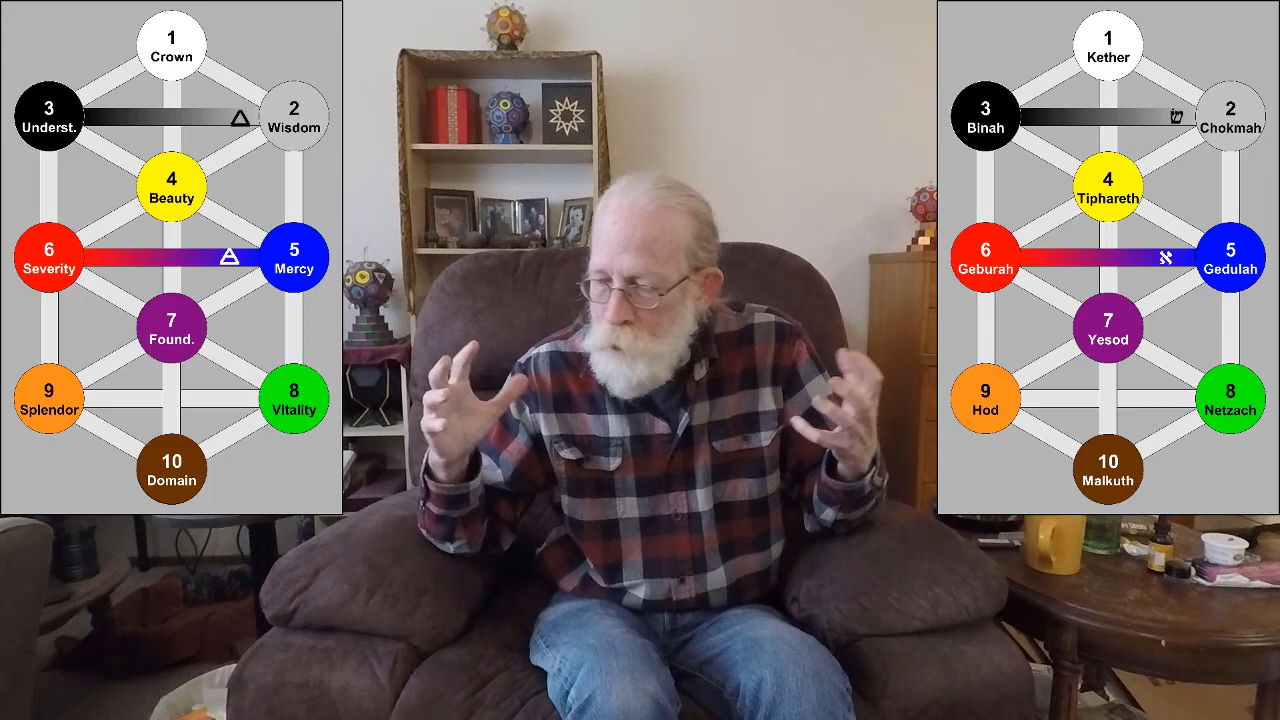 1
Crown
3
Underst.
2
Wisdom
4
Beauty
6
Severity
5
Mercy
7
Found.
9
Splendor
8
Vitality
10
Domain
1
Kether
3
Binah
ש
2
Chokmah
4
Tiphareth
6
Geburah
א
5
Gedulah
7
Yesod
9
Hod
8
Netzach
10
Malkuth